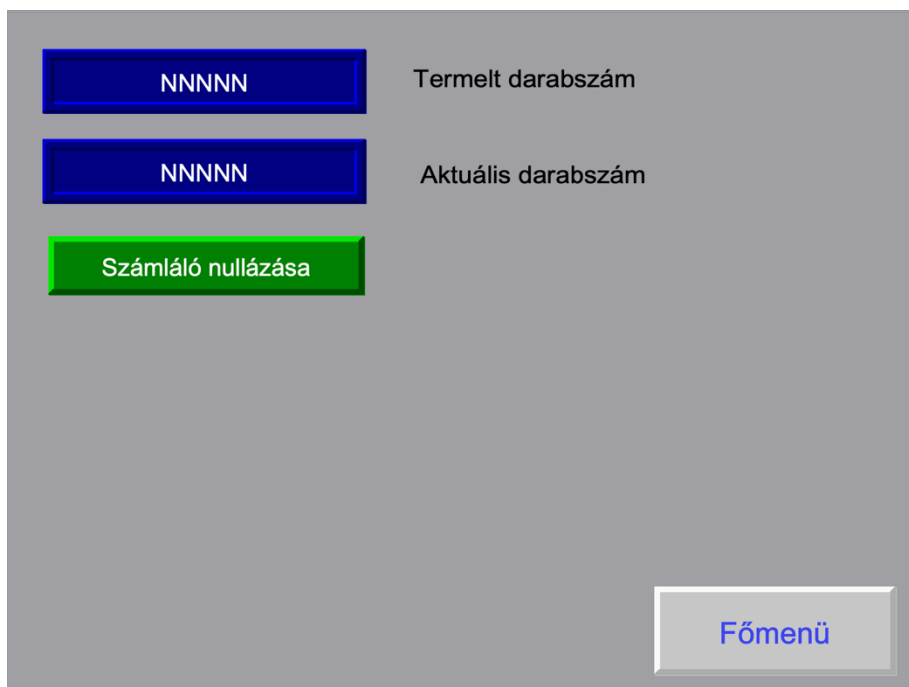 NNNNN Termelt darabszám
NNNNN Aktuális darabszám
Számláló nullázása
Főmenü